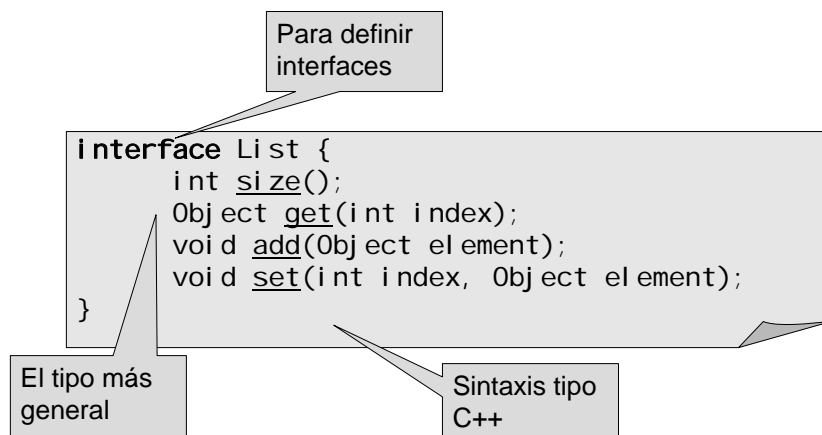 Para definir
interfaces
interface List {
int size();
Object get(int index);
void add(Object element);
void set(int index, Object element);
}
El tipo más
general
Sintaxis tipo
C++